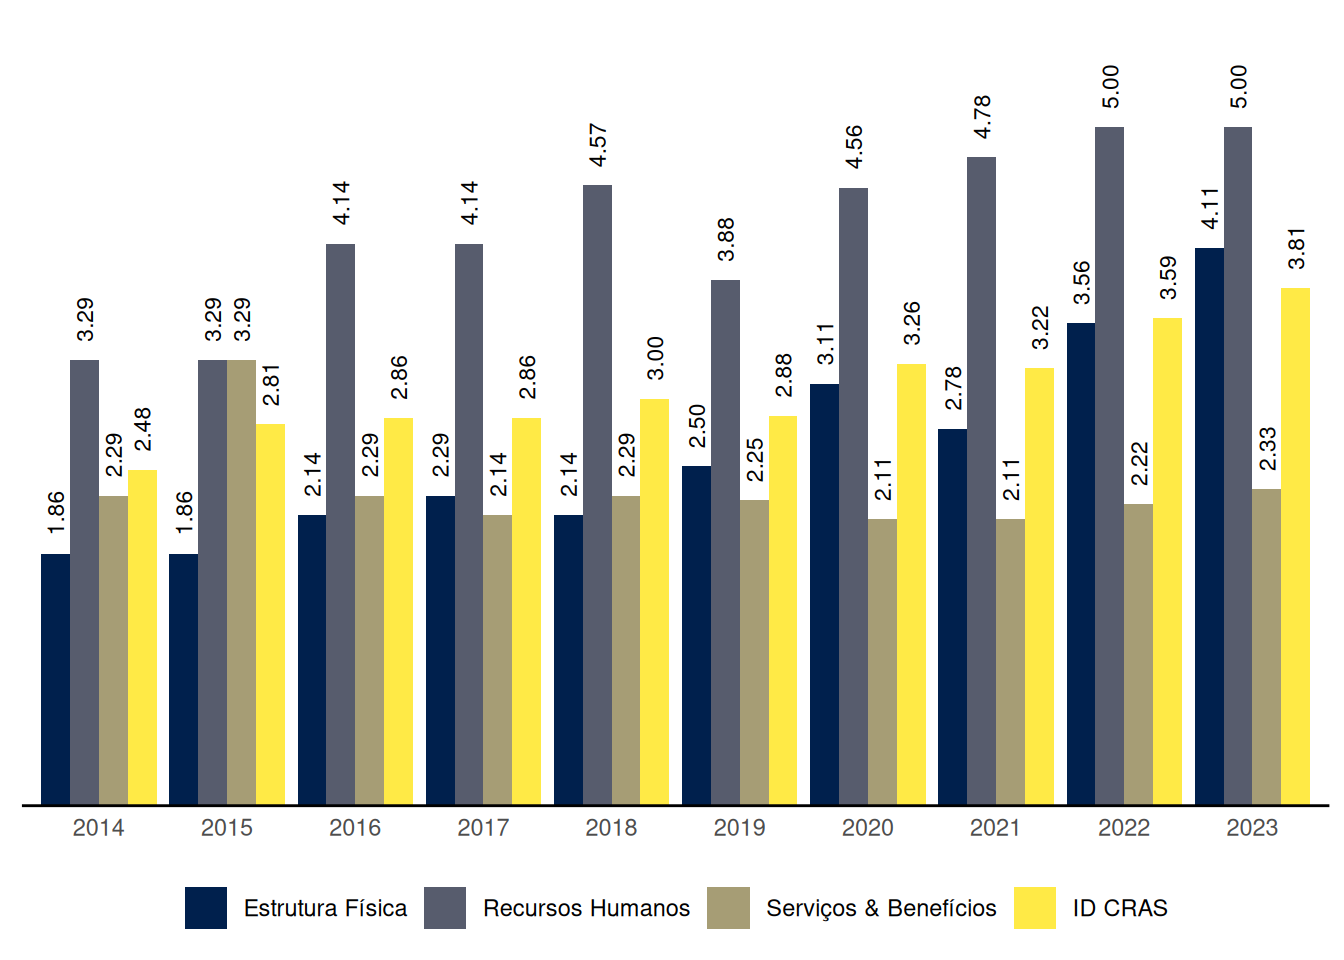 1.86 3.29 2.29 2.48
1.86 3.29 3.29 2.81
2.14 4.14 2.29 2.86
2.29 4.14 2.14 2.86
2.14 4.57 2.29 3.00
2.50 3.88 2.25 2.88
3.11 4.56 2.11 3.26
2.78 4.78 2.11 3.22
3.56 5.00 2.22 3.59
4.11 5.00 2.33 3.81
2014 2015 2016 2017 2018 2019 2020 2021 2022 2023
Estrutura Física Recursos Humanos Serviços & Benefícios ID CRAS